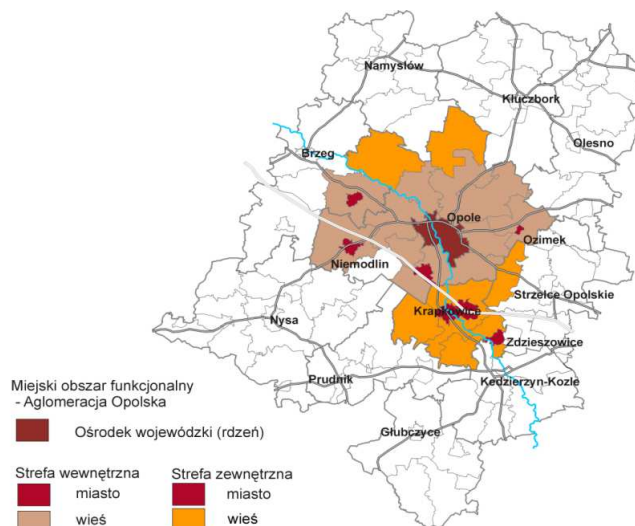 Namysłów
Kluczbork
Olesno
Brzeg
Opole
Ozimek
Niemodlin
Strzelce Opolskie
Krapkowice
Nysa
Zdzieszowice
Prudnik
Kędzierzyn-Koźle
Głubczyce
Miejski obszar funkcjonalny
- Aglomeracja Opolska
Ośrodek wojewódzki (rdzeń)
Strefa wewnętrzna Strefa zewnętrzna
miasto miasto
wieś wieś